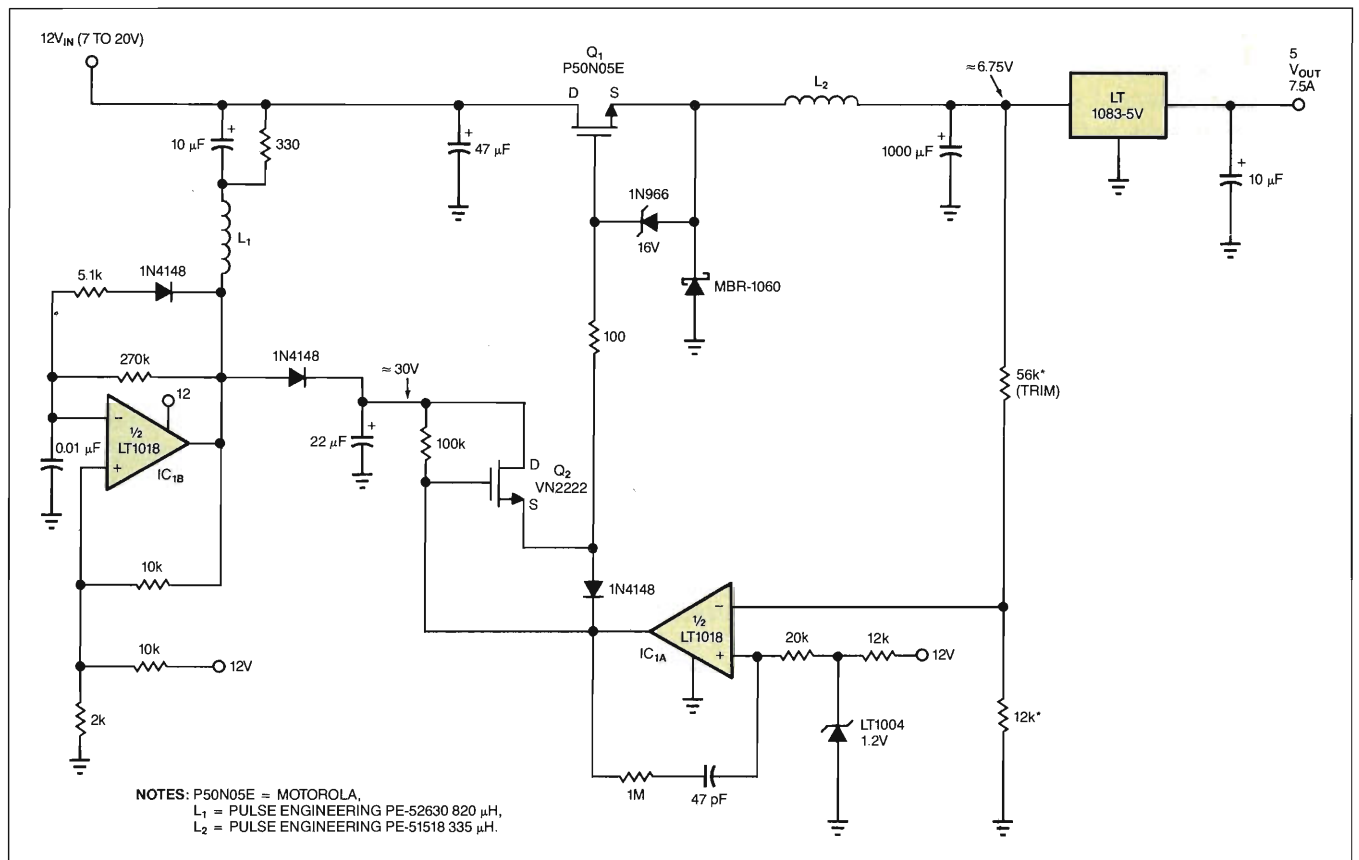 12VIN (7 TO 20V)
10 µF
+
330
+
47 µF
Q1
P50N05E
D
S
L2
≈6.75V
+
1000 µF
LT
1083-5V
5
VOUT
7.5A
+
10 µF
L1
1N966
16V
MBR-1060
5.1k
1N4148
270k
1N4148
≈30V
100
56k*
(TRIM)
12
−
½
LT1018
+
IC1B
0.01 µF
22 µF
+
100k
D
Q2
VN2222
S
10k
1N4148
−
½
LT1018
+
IC1A
20k
12k
12V
10k
12V
2k
LT1004
1.2V
12k*
1M
47 pF
NOTES: P50N05E = MOTOROLA,
L1 = PULSE ENGINEERING PE-52630 820 µH,
L2 = PULSE ENGINEERING PE-51518 335 µH.